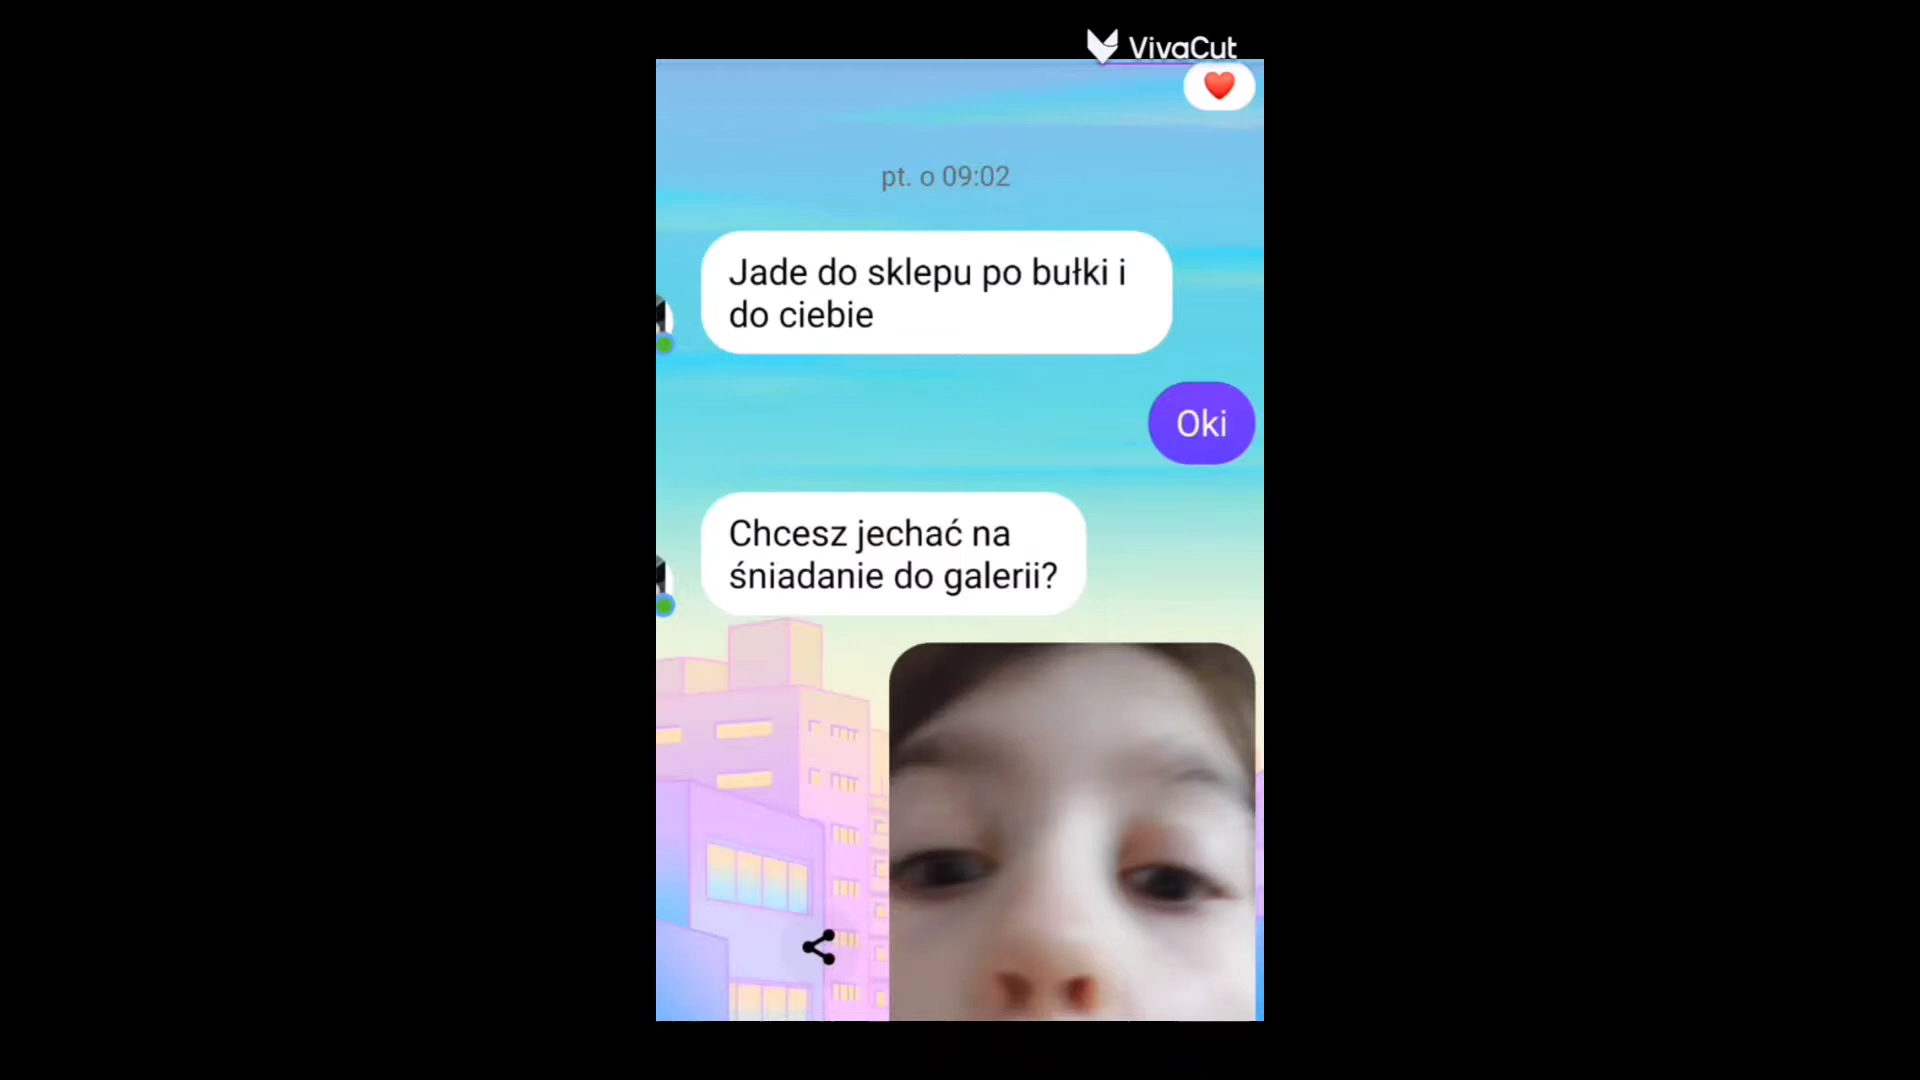 VivaCut
pt. o 09:02
Jade do sklepu po bułki i
do ciebie
Oki
Chcesz jechać na
śniadanie do galerii?